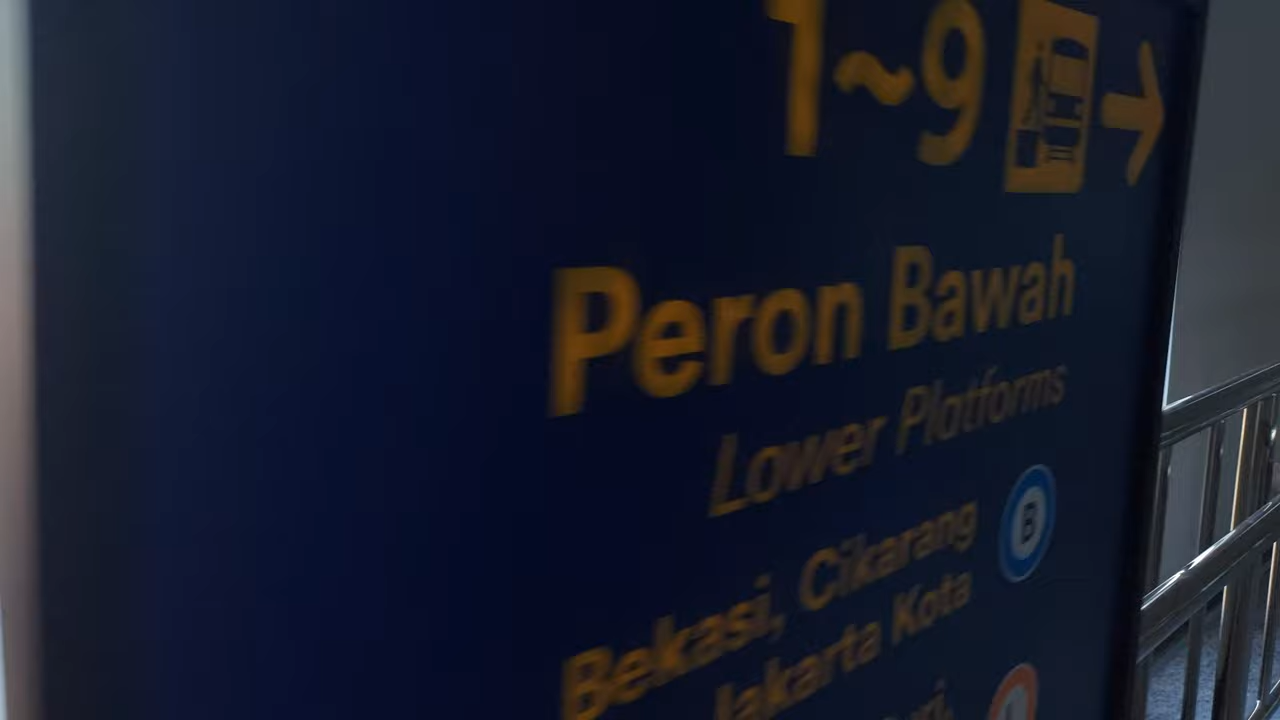 1~9
Peron Bawah
Lower Platforms
Bekasi, Cikarang B
Jakarta Kota